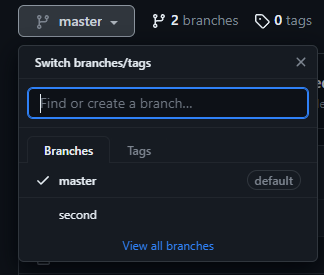 master 2 branches 0 tags
Switch branches/tags
Find or create a branch...
Branches Tags
master default
second
View all branches